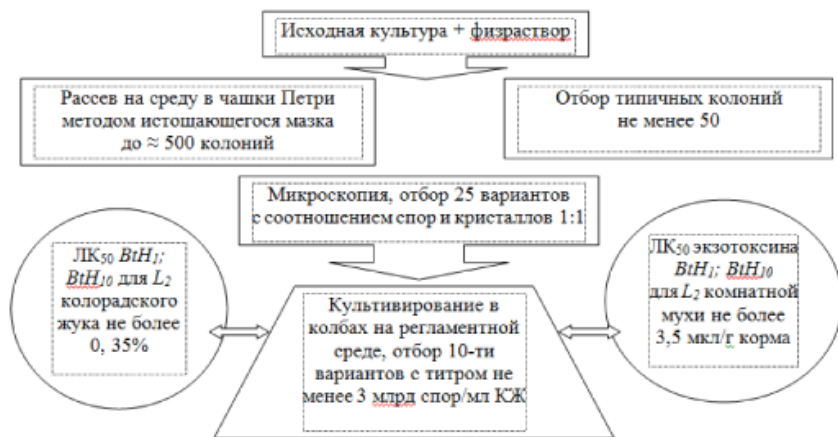 Исходная культура + физраствор
Рассев на среду в чашки Петри
методом истощающегося мазка
до ≈ 500 колоний
Отбор типичных колоний
не менее 50
Микроскопия, отбор 25 вариантов
с соотношением спор и кристаллов 1:1
ЛК50 BtH1;
BtH10 для L2
колорадского
жука не более
0, 35%
Культивирование в
колбах на регламентной
среде, отбор 10-ти
вариантов с титром не
менее 3 млрд спор/мл КЖ
ЛК50 экзотоксина
BtH1; BtH10
для L2 комнатной
мухи не более
3,5 мкл/г корма